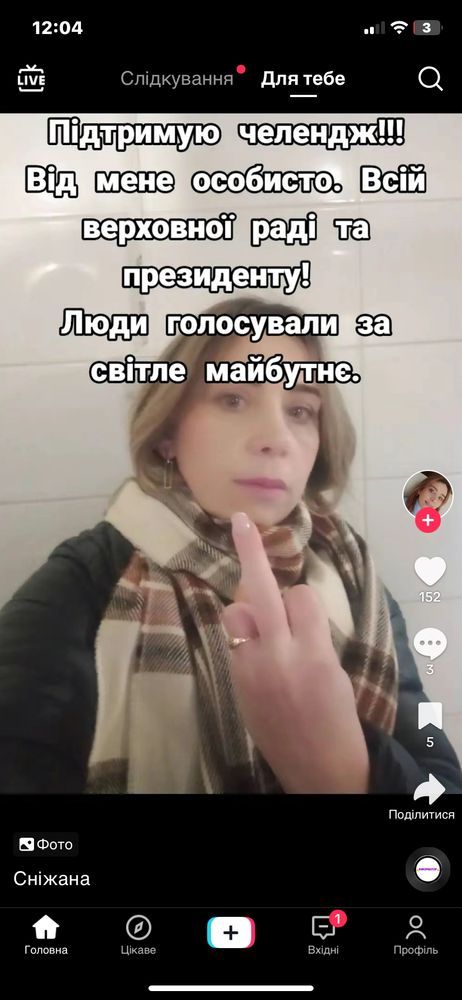 12:04
3
LIVE
Слідкування
Для тебе
Підтримую челендж!!!
Від мене особисто. Всій
верховної раді та
президенту!
Люди голосували за
світле майбутнє.
152
3
5
Поділитися
Фото
Сніжана
Головна
Цікаве
1
Вхідні
Профіль